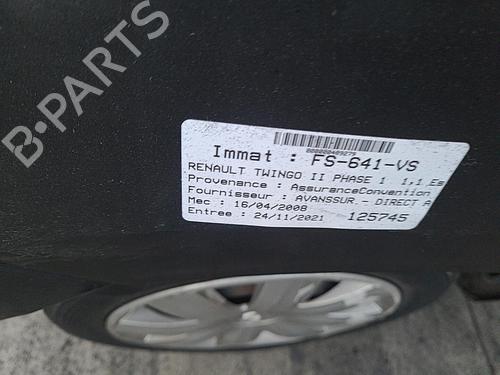 B-PARTS
000000409279
Immat : FS-641-VS
RENAULT TWINGO II PHASE 1 1,1 Es
Provenance : AssuranceConvention
Fournisseur : AVANSSUR.- DIRECT A
Mec : 16/04/2008
Entree : 24/11/2021 125745